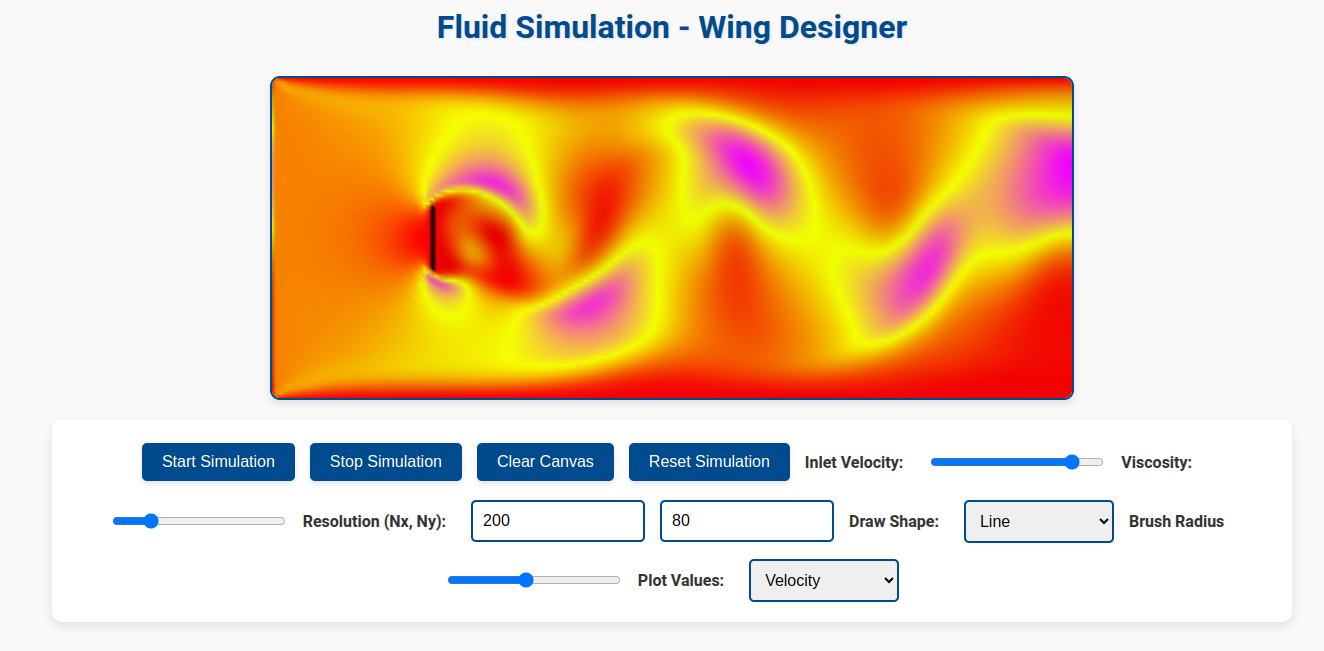 Fluid Simulation - Wing Designer
Start Simulation Stop Simulation Clear Canvas Reset Simulation Inlet Velocity: Viscosity:
Resolution (Nx, Ny): 200 80 Draw Shape: Line Brush Radius
Plot Values: Velocity